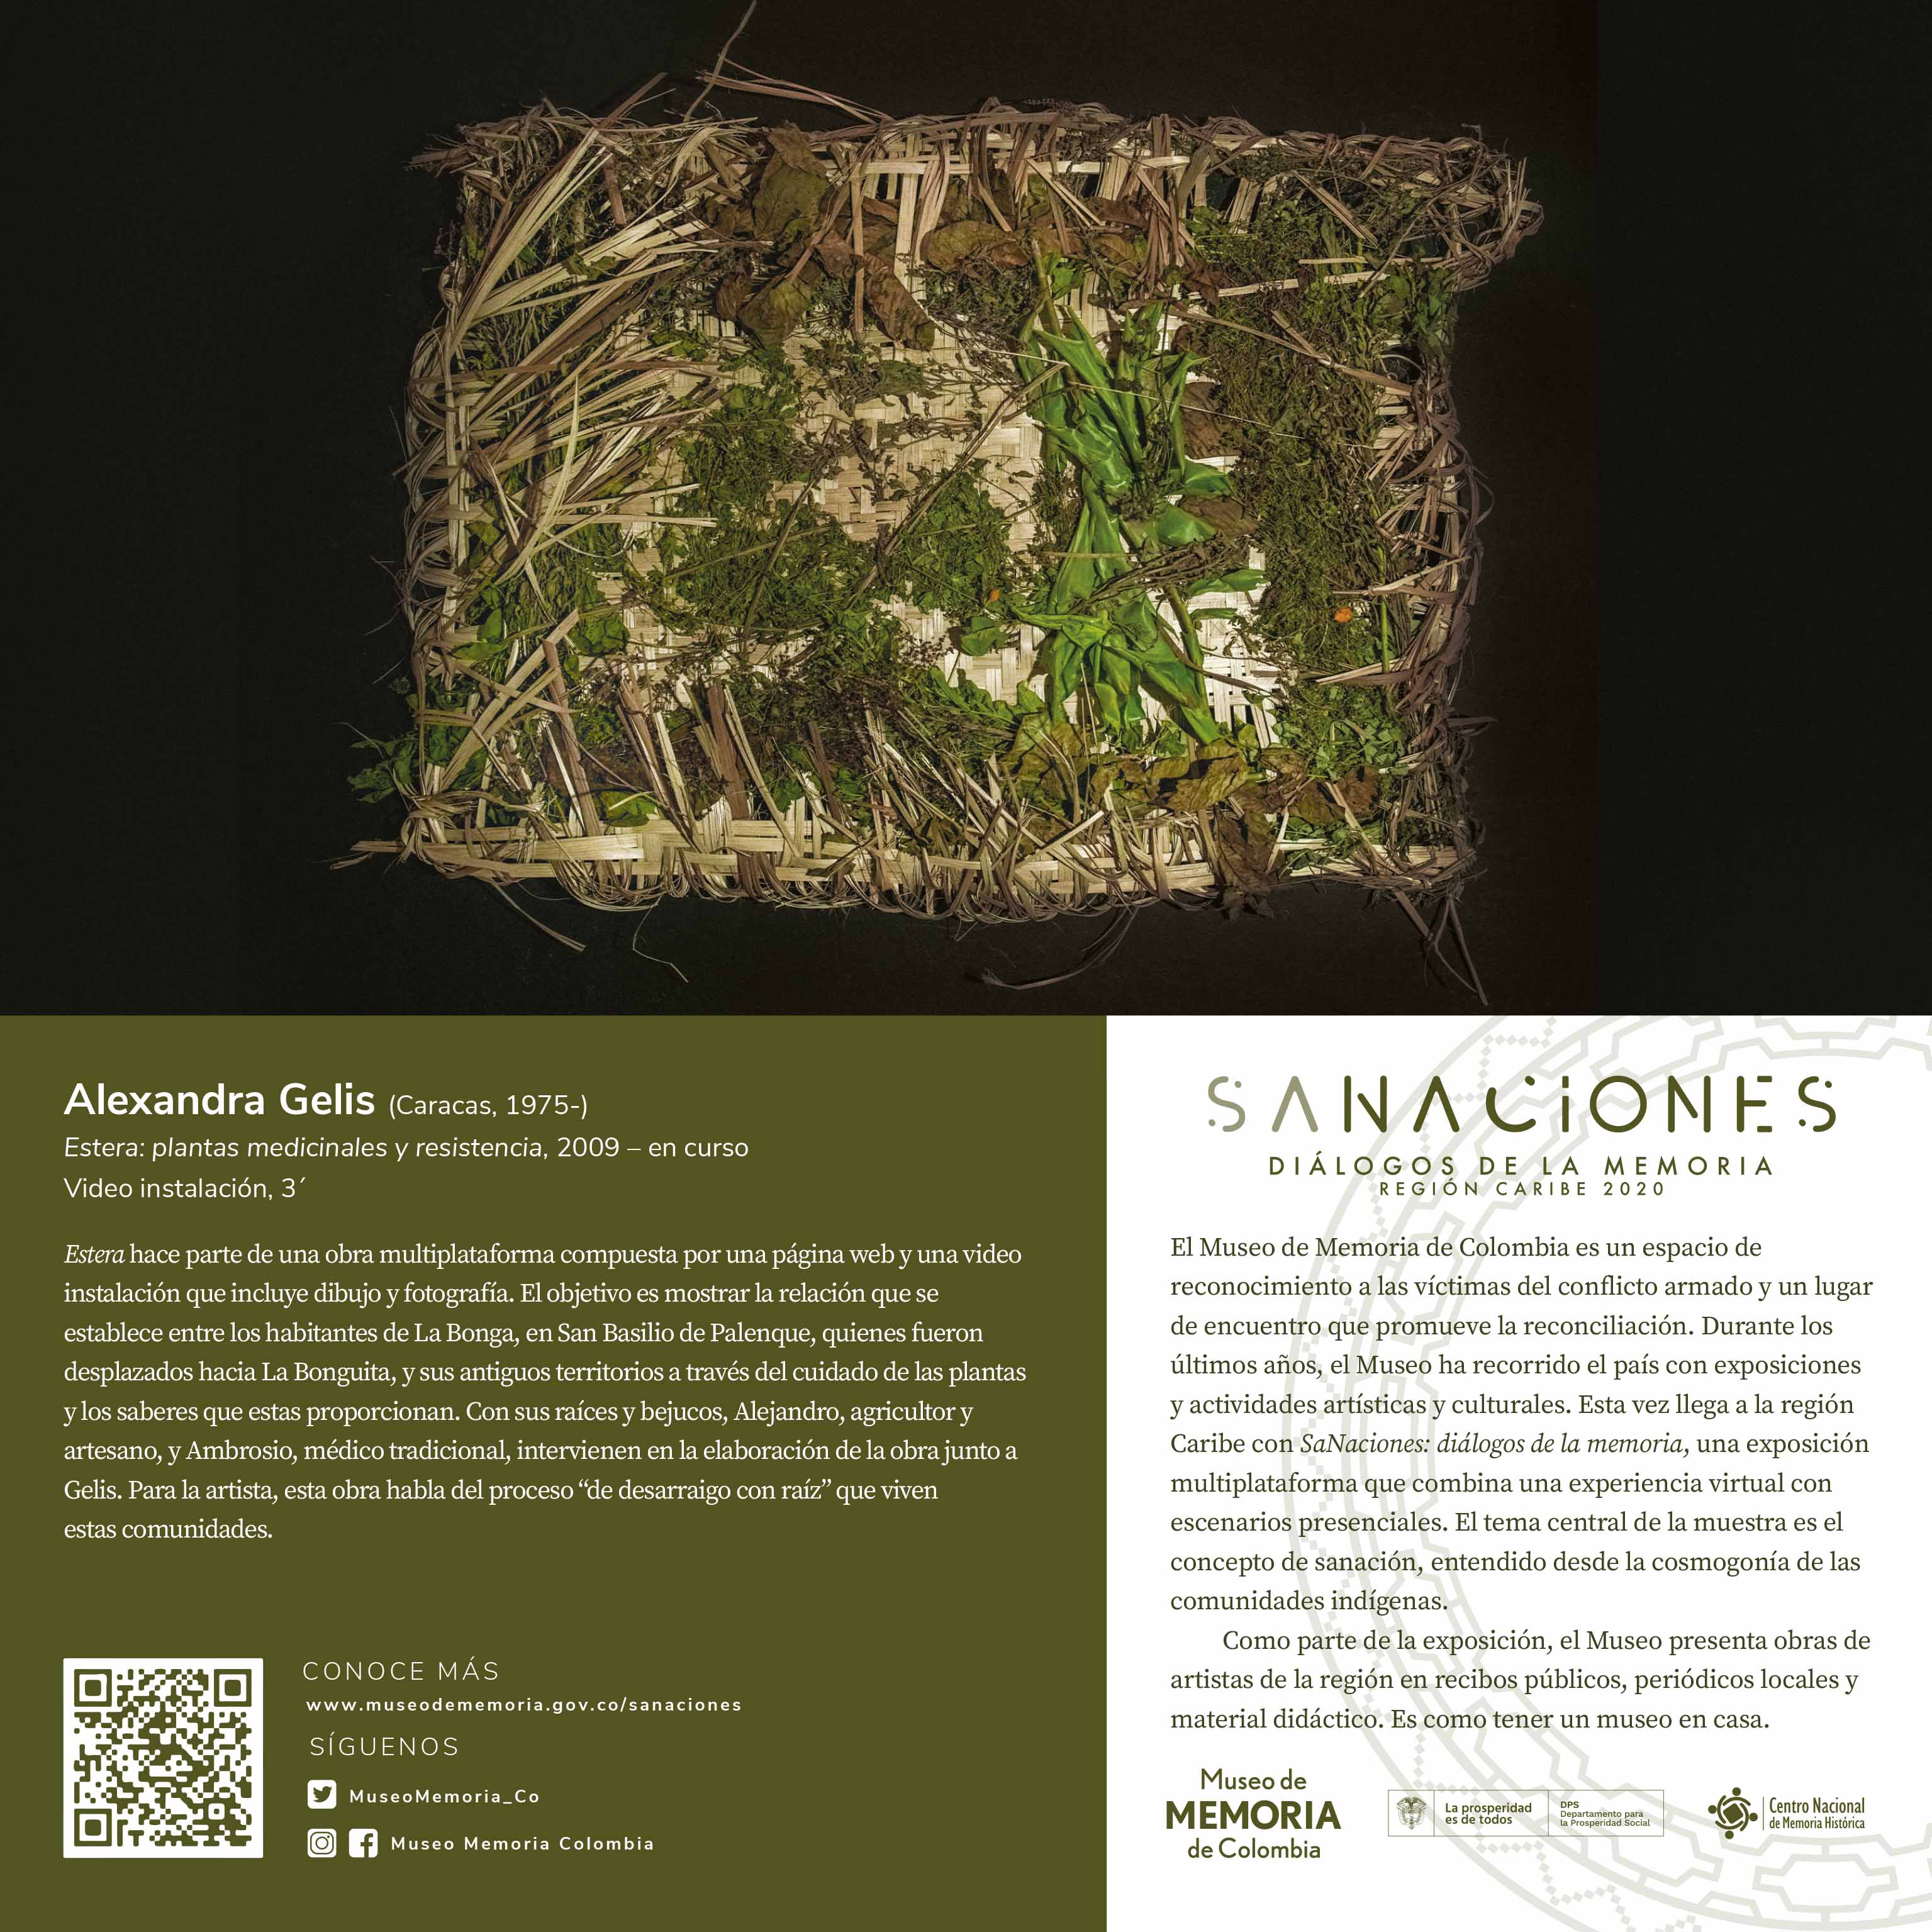 Alexandra Gelis (Caracas, 1975-)
Estera: plantas medicinales y resistencia, 2009 – en curso
Video instalación, 3´
Estera hace parte de una obra multiplataforma compuesta por una página web y una video
instalación que incluye dibujo y fotografía. El objetivo es mostrar la relación que se
establece entre los habitantes de La Bonga, en San Basilio de Palenque, quienes fueron
desplazados hacia La Bonguita, y sus antiguos territorios a través del cuidado de las plantas
y los saberes que estas proporcionan. Con sus raíces y bejucos, Alejandro, agricultor y
artesano, y Ambrosio, médico tradicional, intervienen en la elaboración de la obra junto a
Gelis. Para la artista, esta obra habla del proceso “de desarraigo con raíz” que viven
estas comunidades.
CONOCE MÁS
www.museodememoria.gov.co/sanaciones
SÍGUENOS
MuseoMemoria_Co
Museo Memoria Colombia
SANACiONES
DIÁLOGOS DE LA MEMORIA
REGIÓN CARIBE 2020
El Museo de Memoria de Colombia es un espacio de
reconocimiento a las víctimas del conflicto armado y un lugar
de encuentro que promueve la reconciliación. Durante los
últimos años, el Museo ha recorrido el país con exposiciones
y actividades artísticas y culturales. Esta vez llega a la región
Caribe con SaNaciones: diálogos de la memoria, una exposición
multiplataforma que combina una experiencia virtual con
escenarios presenciales. El tema central de la muestra es el
concepto de sanación, entendido desde la cosmogonía de las
comunidades indígenas.
Como parte de la exposición, el Museo presenta obras de
artistas de la región en recibos públicos, periódicos locales y
material didáctico. Es como tener un museo en casa.
Museo de
MEMORIA
de Colombia
La prosperidad
es de todos
DPS
Departamento para
la Prosperidad Social
Centro Nacional
de Memoria Histórica